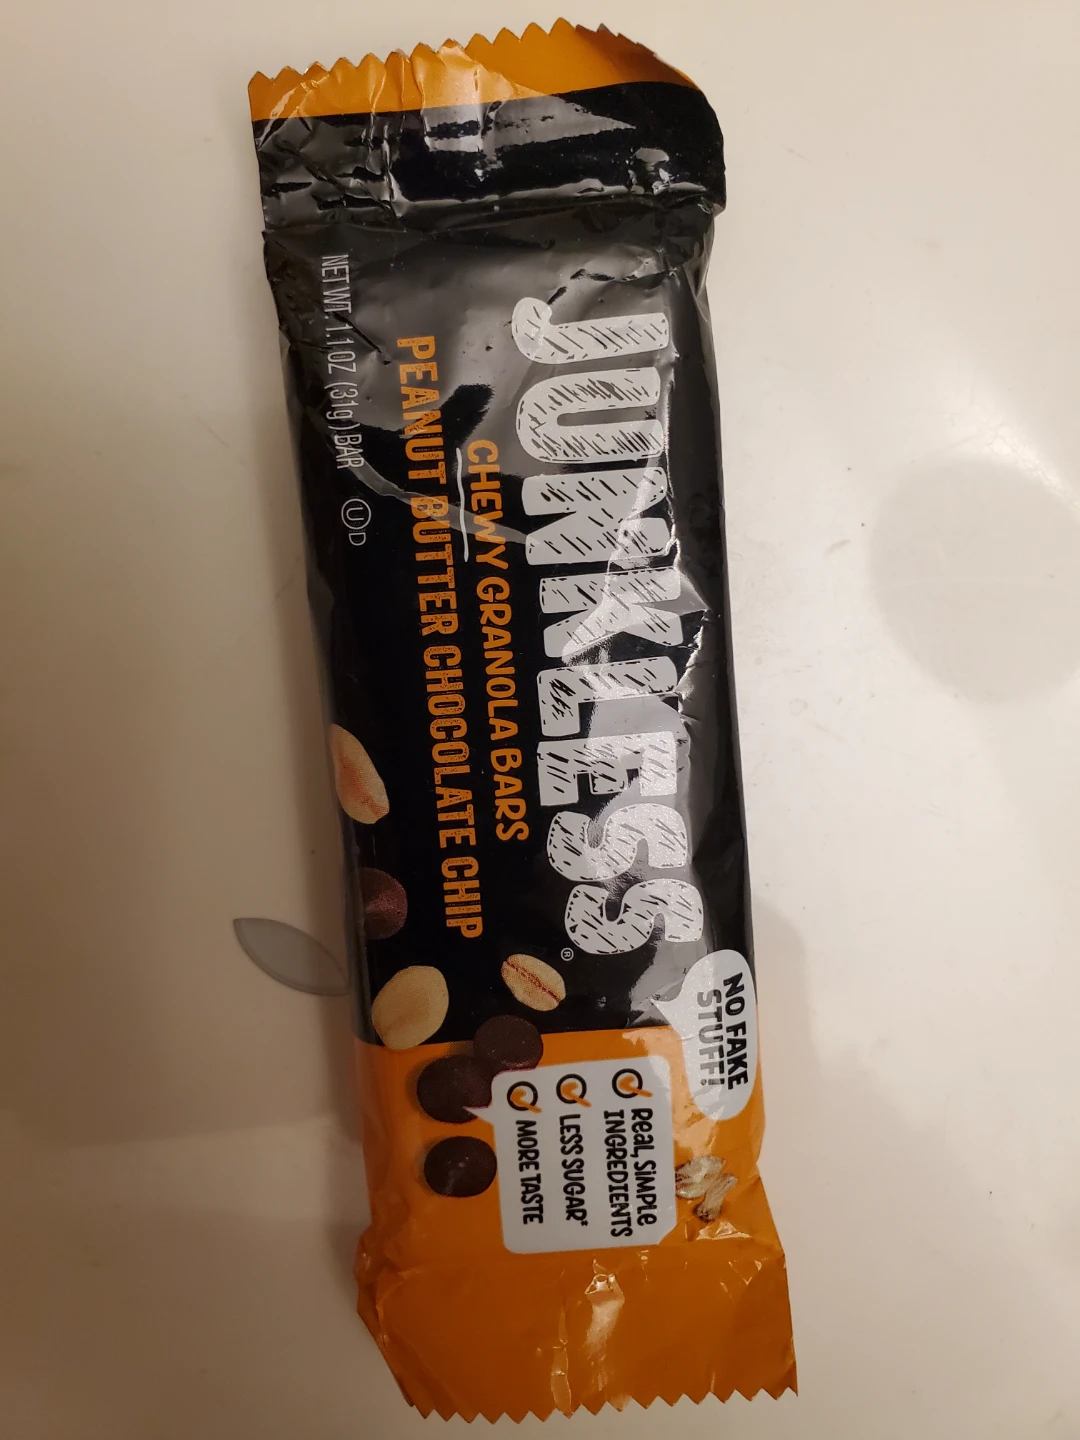 JUNKLESS®
CHEWY GRANOLA BARS
PEANUT BUTTER CHOCOLATE CHIP
NET WT. 1.1 OZ (31g) BAR U D
NO FAKE
STUFF!
REAL, SIMPLE
INGREDIENTS
LESS SUGAR‡
MORE TASTE